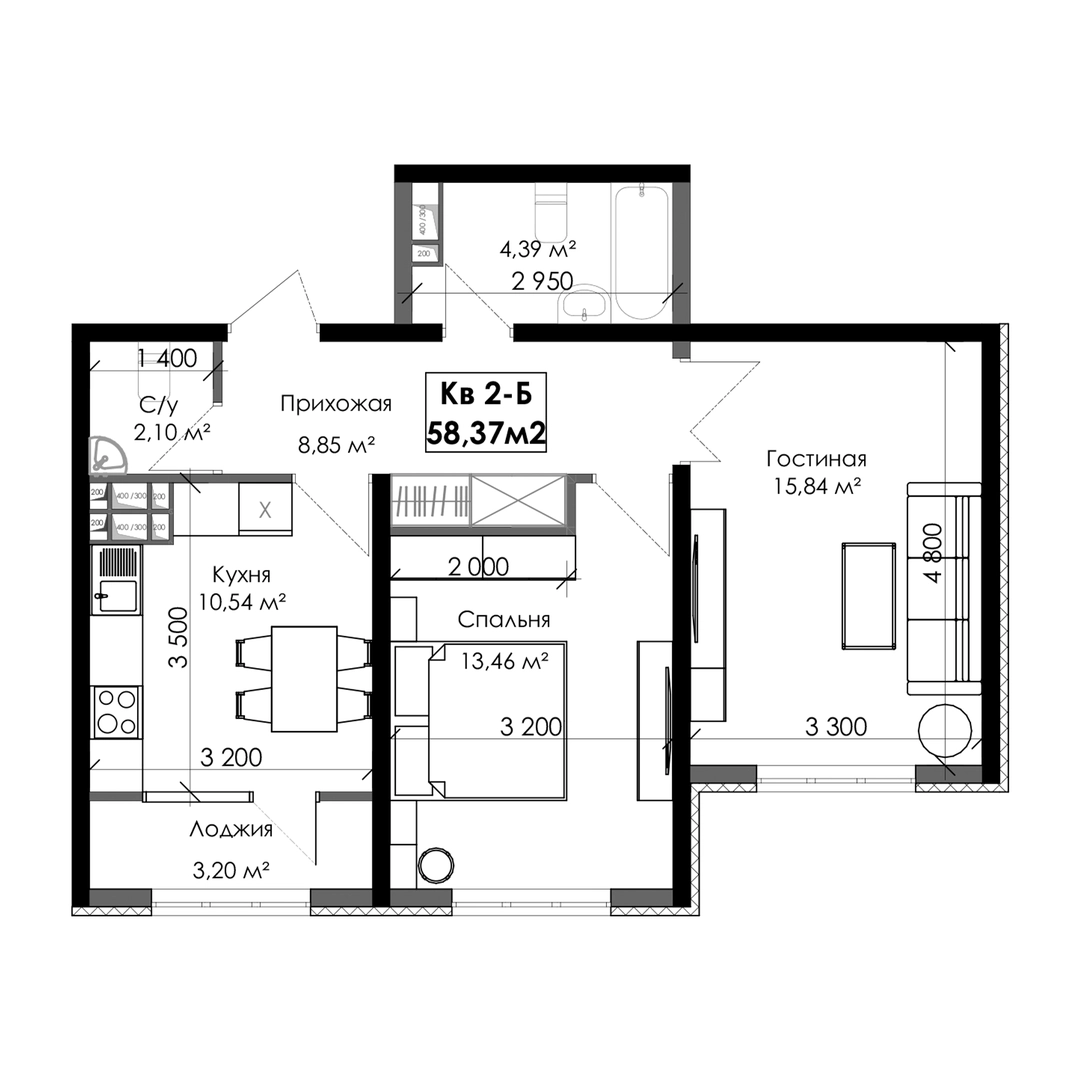 400 /300
200
4,39 м²
2 950
1 400
С/у
2,10 м²
Прихожая
8,85 м²
Кв 2-Б
58,37м2
Гостиная
15,84 м²
4 800
3 300
200
400 /300
200
200
400 /300
200
X
Кухня
10,54 м²
3 500
3 200
2 000
Спальня
13,46 м²
3 200
Лоджия
3,20 м²